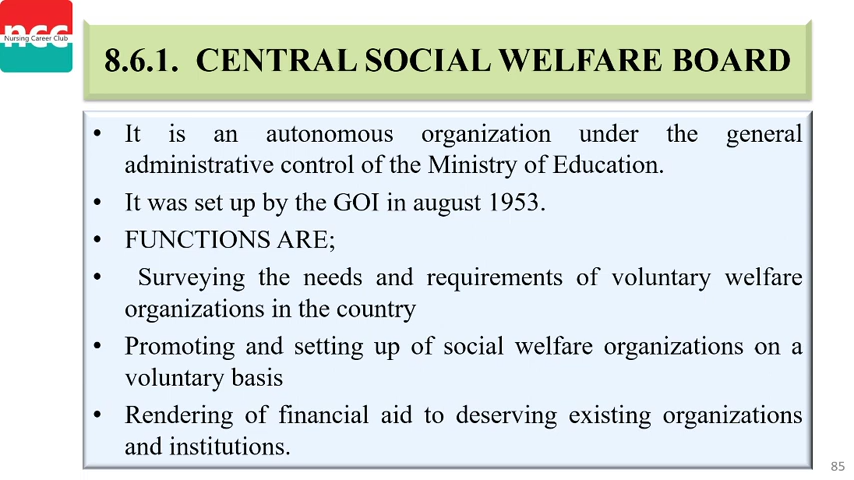 ncc
Nursing Career Club
8.6.1. CENTRAL SOCIAL WELFARE BOARD
• It is an autonomous organization under the general
administrative control of the Ministry of Education.
• It was set up by the GOI in august 1953.
• FUNCTIONS ARE;
• Surveying the needs and requirements of voluntary welfare
organizations in the country
• Promoting and setting up of social welfare organizations on a
voluntary basis
• Rendering of financial aid to deserving existing organizations
and institutions.
85